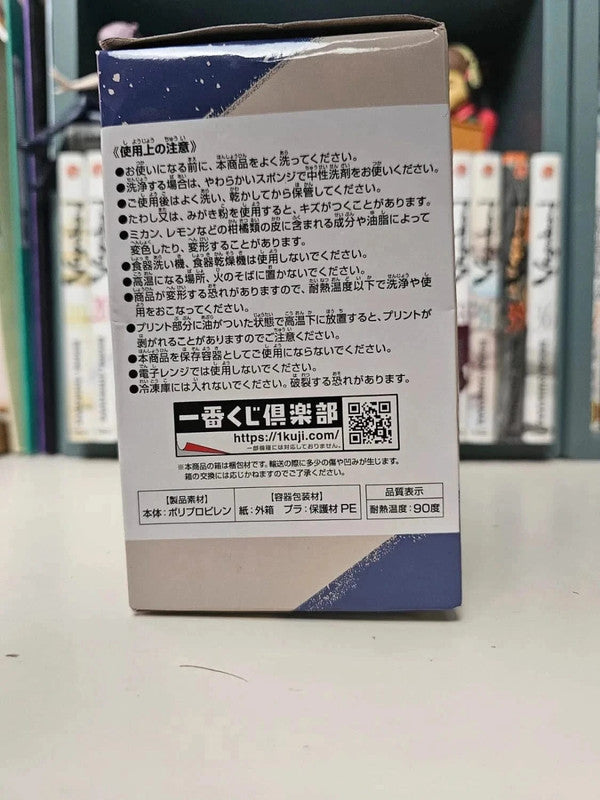 《使用上の注意》
●お使いになる前に、本商品をよく洗ってください。
●洗浄する場合は、やわらかいスポンジで中性洗剤をお使いください。
●ご使用後はよく洗い、乾かしてから保管してください。
●たわし又は、みがき粉を使用すると、キズがつくことがあります。
●ミカン、レモンなどの柑橘類の皮に含まれる成分や油脂によって
変色したり、変形することがあります。
●食器洗い機、食器乾燥機は使用しないでください。
●高温になる場所、火のそばに置かないでください。
●商品が変形する恐れがありますので、耐熱温度以下で洗浄や使
用をおこなってください。
●プリント部分に油がついた状態で高温下に放置すると、プリントが
剥がれることがありますのでご注意ください。
●本商品を保存容器としてご使用にならないでください。
●電子レンジでは使用しないでください。
●冷凍庫には入れないでください。破裂する恐れがあります。
一番くじ倶楽部
https://1kuji.com/
一部機種には対応しておりません。
※本商品の箱は梱包材です。輸送の際に多少の傷や凹みが生じます。
箱の交換には応じかねますのでご了承ください。
【製品素材】
本体：ポリプロピレン
【容器包装材】
紙：外箱 プラ：保護材 PE
品質表示
耐熱温度：90度